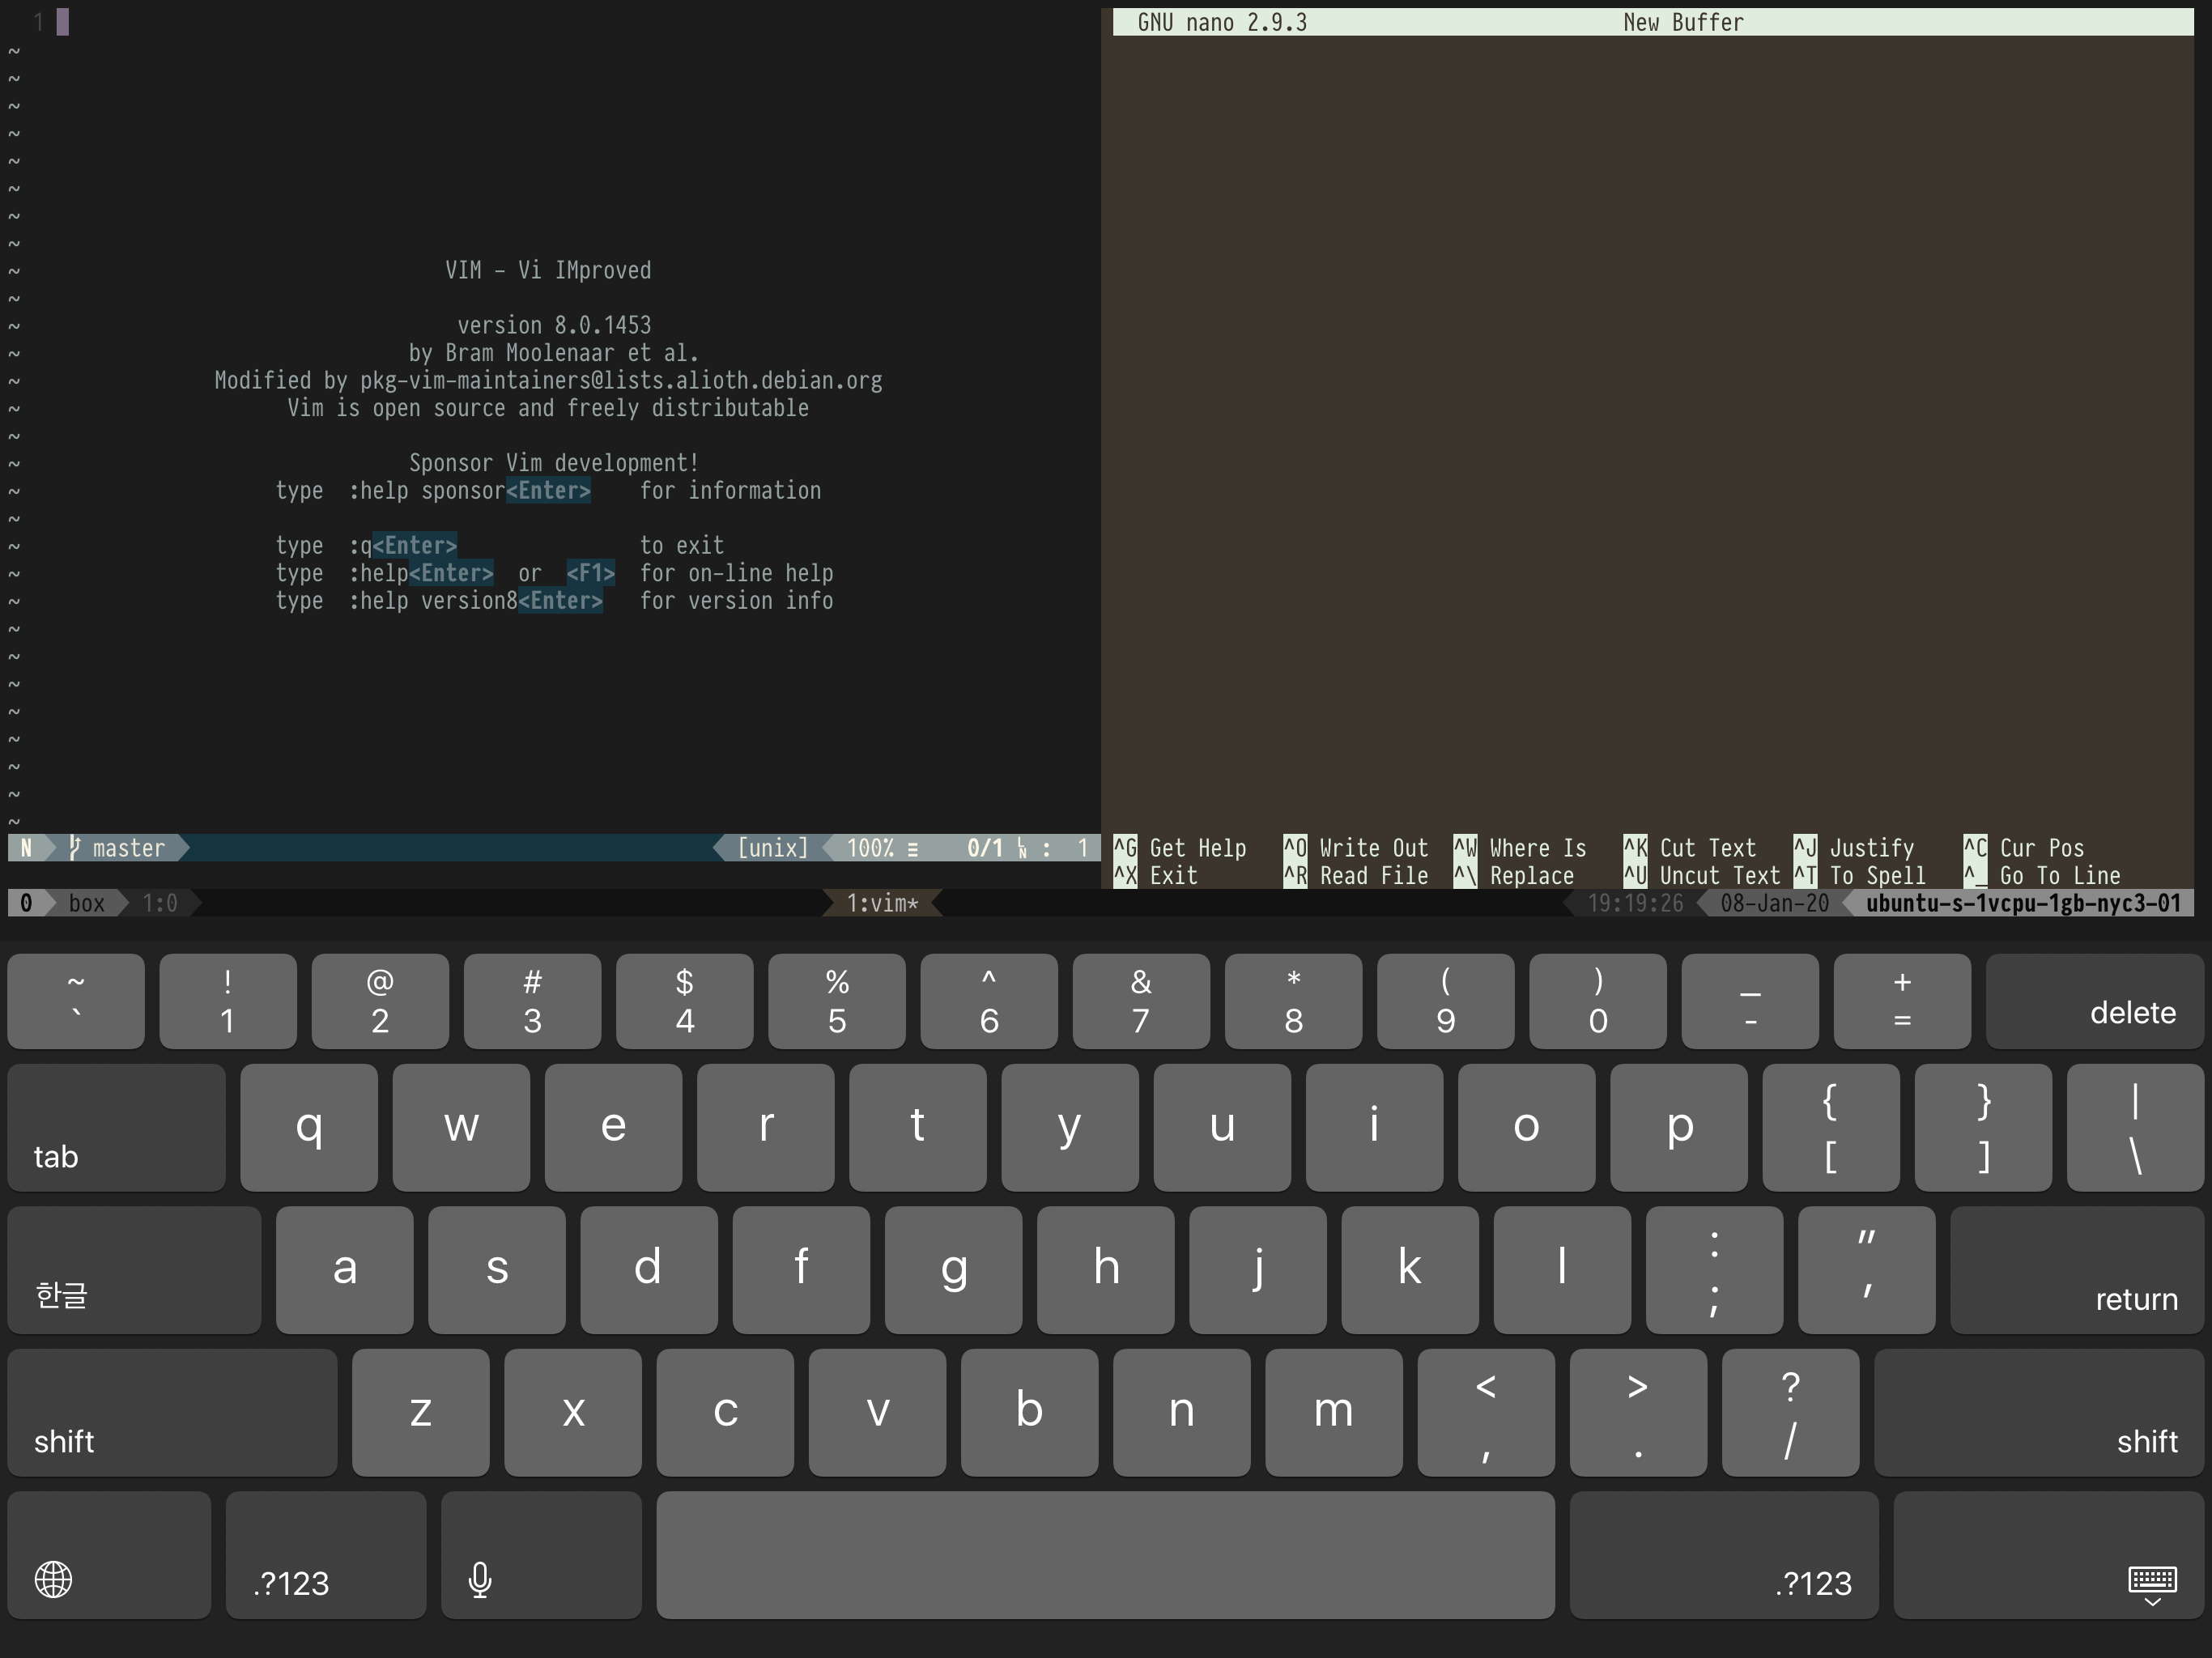 1
~
~
~
~
~
~
~
~
~ VIM - Vi IMproved
~
~ version 8.0.1453
~ by Bram Moolenaar et al.
~ Modified by pkg-vim-maintainers@lists.alioth.debian.org
~ Vim is open source and freely distributable
~
~ Sponsor Vim development!
~ type :help sponsor<Enter> for information
~
~ type :q<Enter> to exit
~ type :help<Enter> or <F1> for on-line help
~ type :help version8<Enter> for version info
~
~
~
~
~
~
~
~
N master [unix] 100% ≡ 0/1 LN : 1
GNU nano 2.9.3 New Buffer
^G Get Help ^O Write Out ^W Where Is ^K Cut Text ^J Justify ^C Cur Pos
^X Exit ^R Read File ^\ Replace ^U Uncut Text ^T To Spell ^_ Go To Line
0 box 1:0 1:vim* 19:19:26 08-Jan-20 ubuntu-s-1vcpu-1gb-nyc3-01
~ ! @ # $ % ^ & * ( ) _ +
` 1 2 3 4 5 6 7 8 9 0 - = delete
tab q w e r t y u i o p { [ } ] | \
한글 a s d f g h j k l : ; " ' return
shift z x c v b n m < , > . ? / shift
.?123 .?123